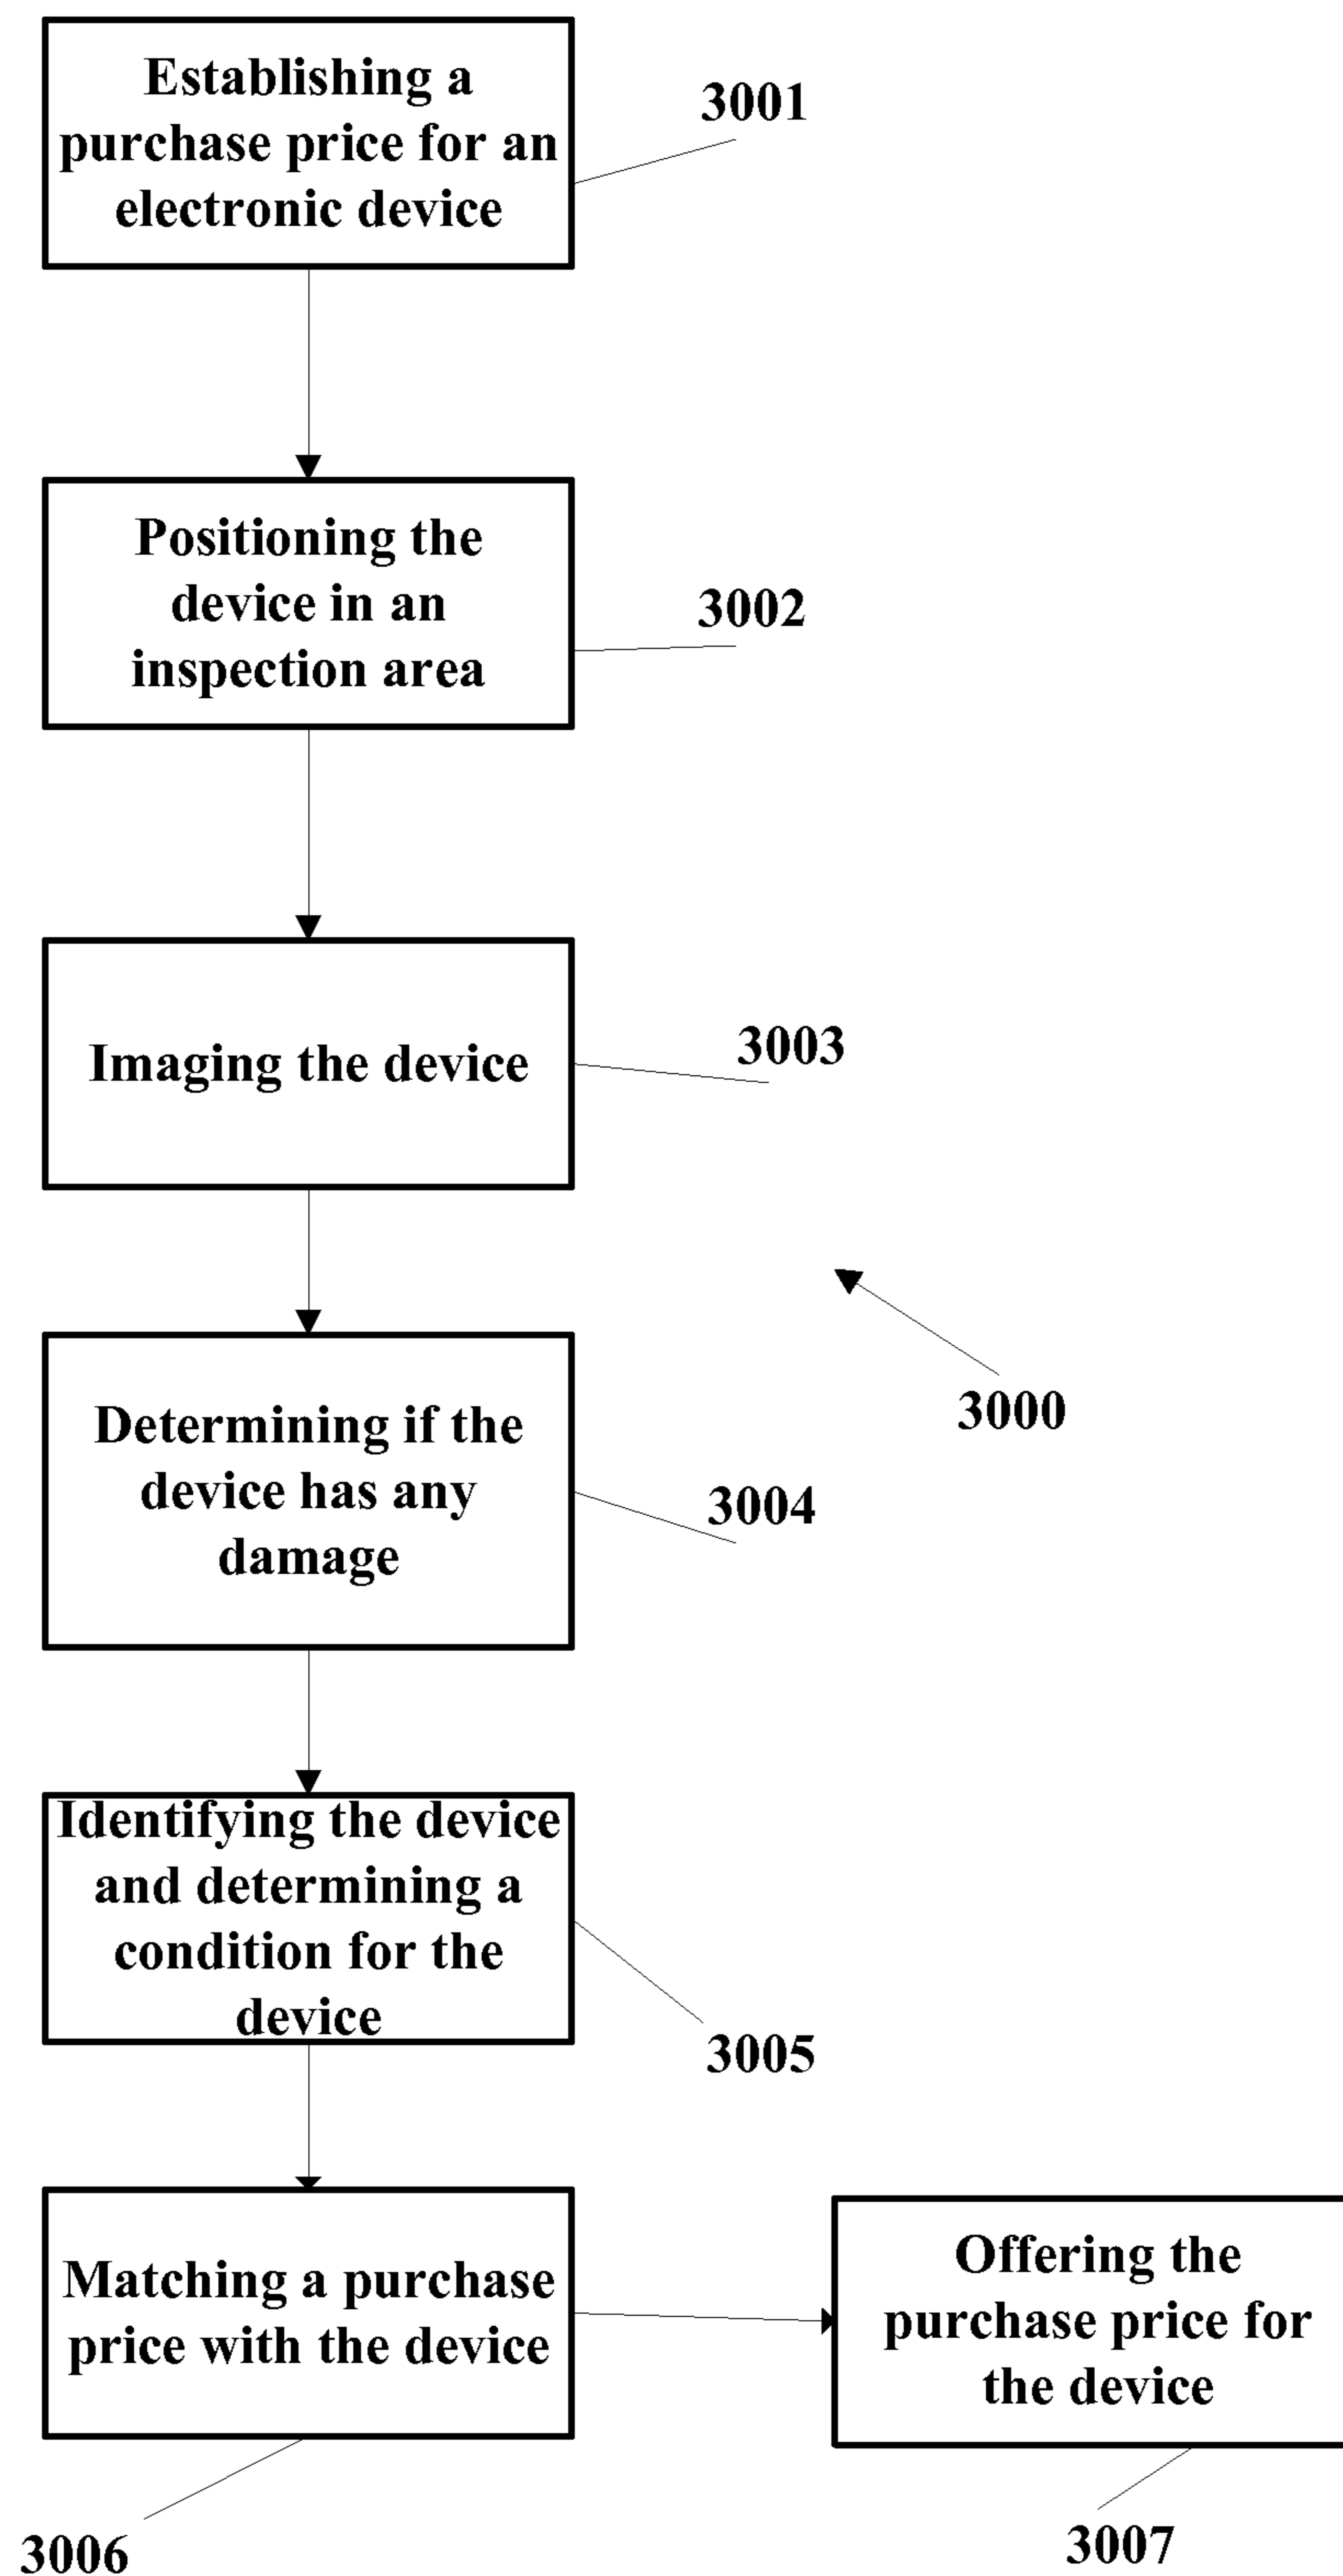 Establishing a
purchase price for an
electronic device
3001
Positioning the
device in an
inspection area
3002
Imaging the device
3003
3000
Determining if the
device has any
damage
3004
Identifying the device
and determining a
condition for the
device
3005
Matching a purchase
price with the device
3006
Offering the
purchase price for
the device
3007